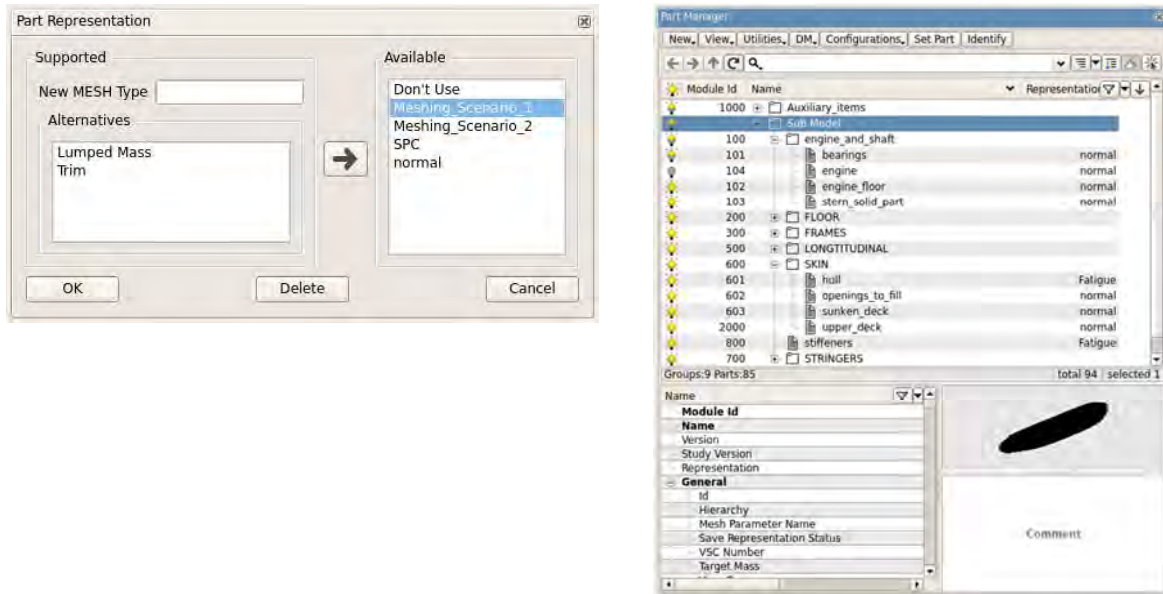 Part Representation
Supported
New MESH Type
Alternatives
Lumped Mass
Trim
Available
Don't Use
Meshing_Scenario_1
Meshing_Scenario_2
SPC
normal
OK
Delete
Cancel
Part Manager
New. View. Utilities. DM. Configurations. Set Part Identify
Module Id Name Representation
1000 Auxiliary_items
Sub Model
100 engine_and_shaft
101 bearings normal
104 engine normal
102 engine_floor normal
103 stern_solid_part normal
200 FLOOR
300 FRAMES
500 LONGTITUDINAL
600 SKIN
601 hull Fatigue
602 openings_to_fill normal
603 sunken_deck normal
2000 upper_deck normal
800 stiffeners Fatigue
700 STRINGERS
Groups:9 Parts:85 total 94 selected 1
Name
Module Id
Name
Version
Study Version
Representation
General
Id
Hierarchy
Mesh Parameter Name
Save Representation Status
VSC Number
Target Mass
Comment